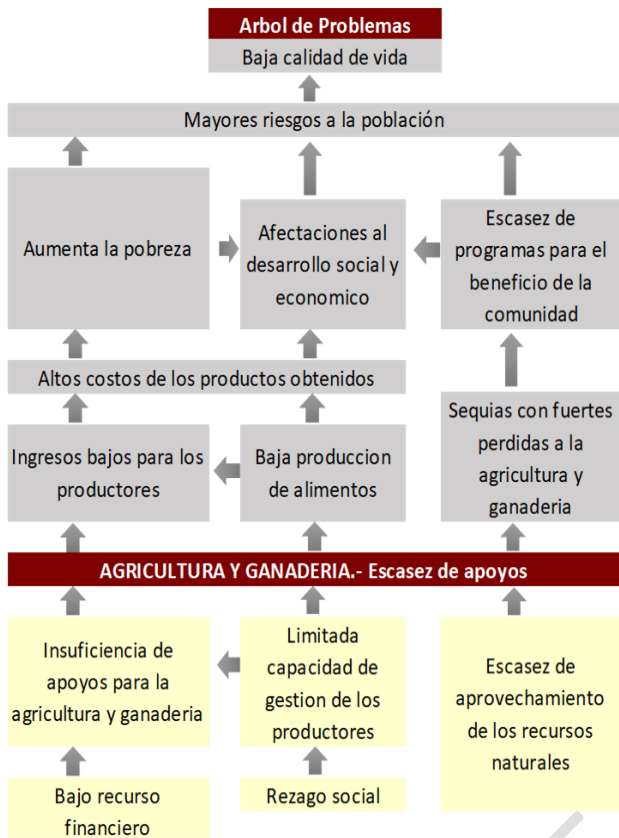 Arbol de Problemas
Baja calidad de vida
Mayores riesgos a la población
Aumenta la pobreza
Afectaciones al
desarrollo social y
economico
Escasez de
programas para el
beneficio de la
comunidad
Altos costos de los productos obtenidos
Ingresos bajos para los
productores
Baja produccion
de alimentos
Sequias con fuertes
perdidas a la
agricultura y
ganaderia
AGRICULTURA Y GANADERIA.- Escasez de apoyos
Insuficiencia de
apoyos para la
agricultura y ganaderia
Limitada
capacidad de
gestion de los
productores
Escasez de
aprovechamiento
de los recursos
naturales
Bajo recurso
financiero
Rezago social